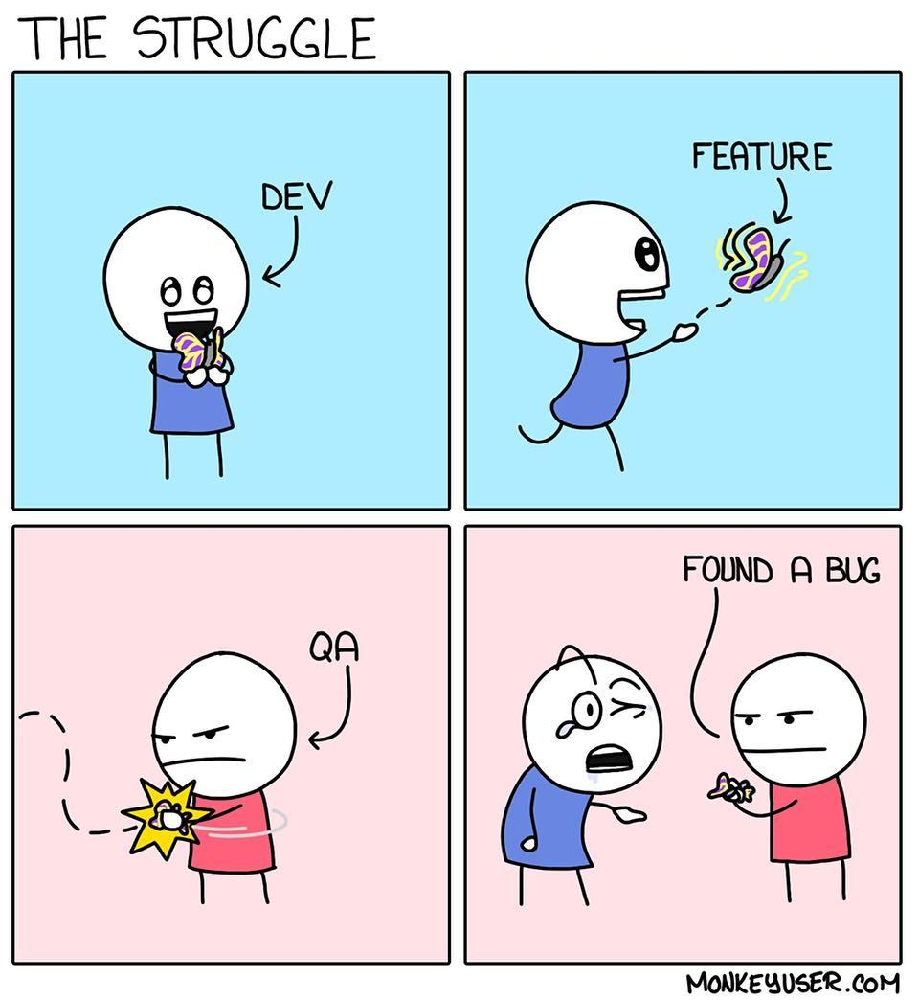 THE STRUGGLE
DEV
FEATURE
QA
FOUND A BUG
MONKEYUSER.COM